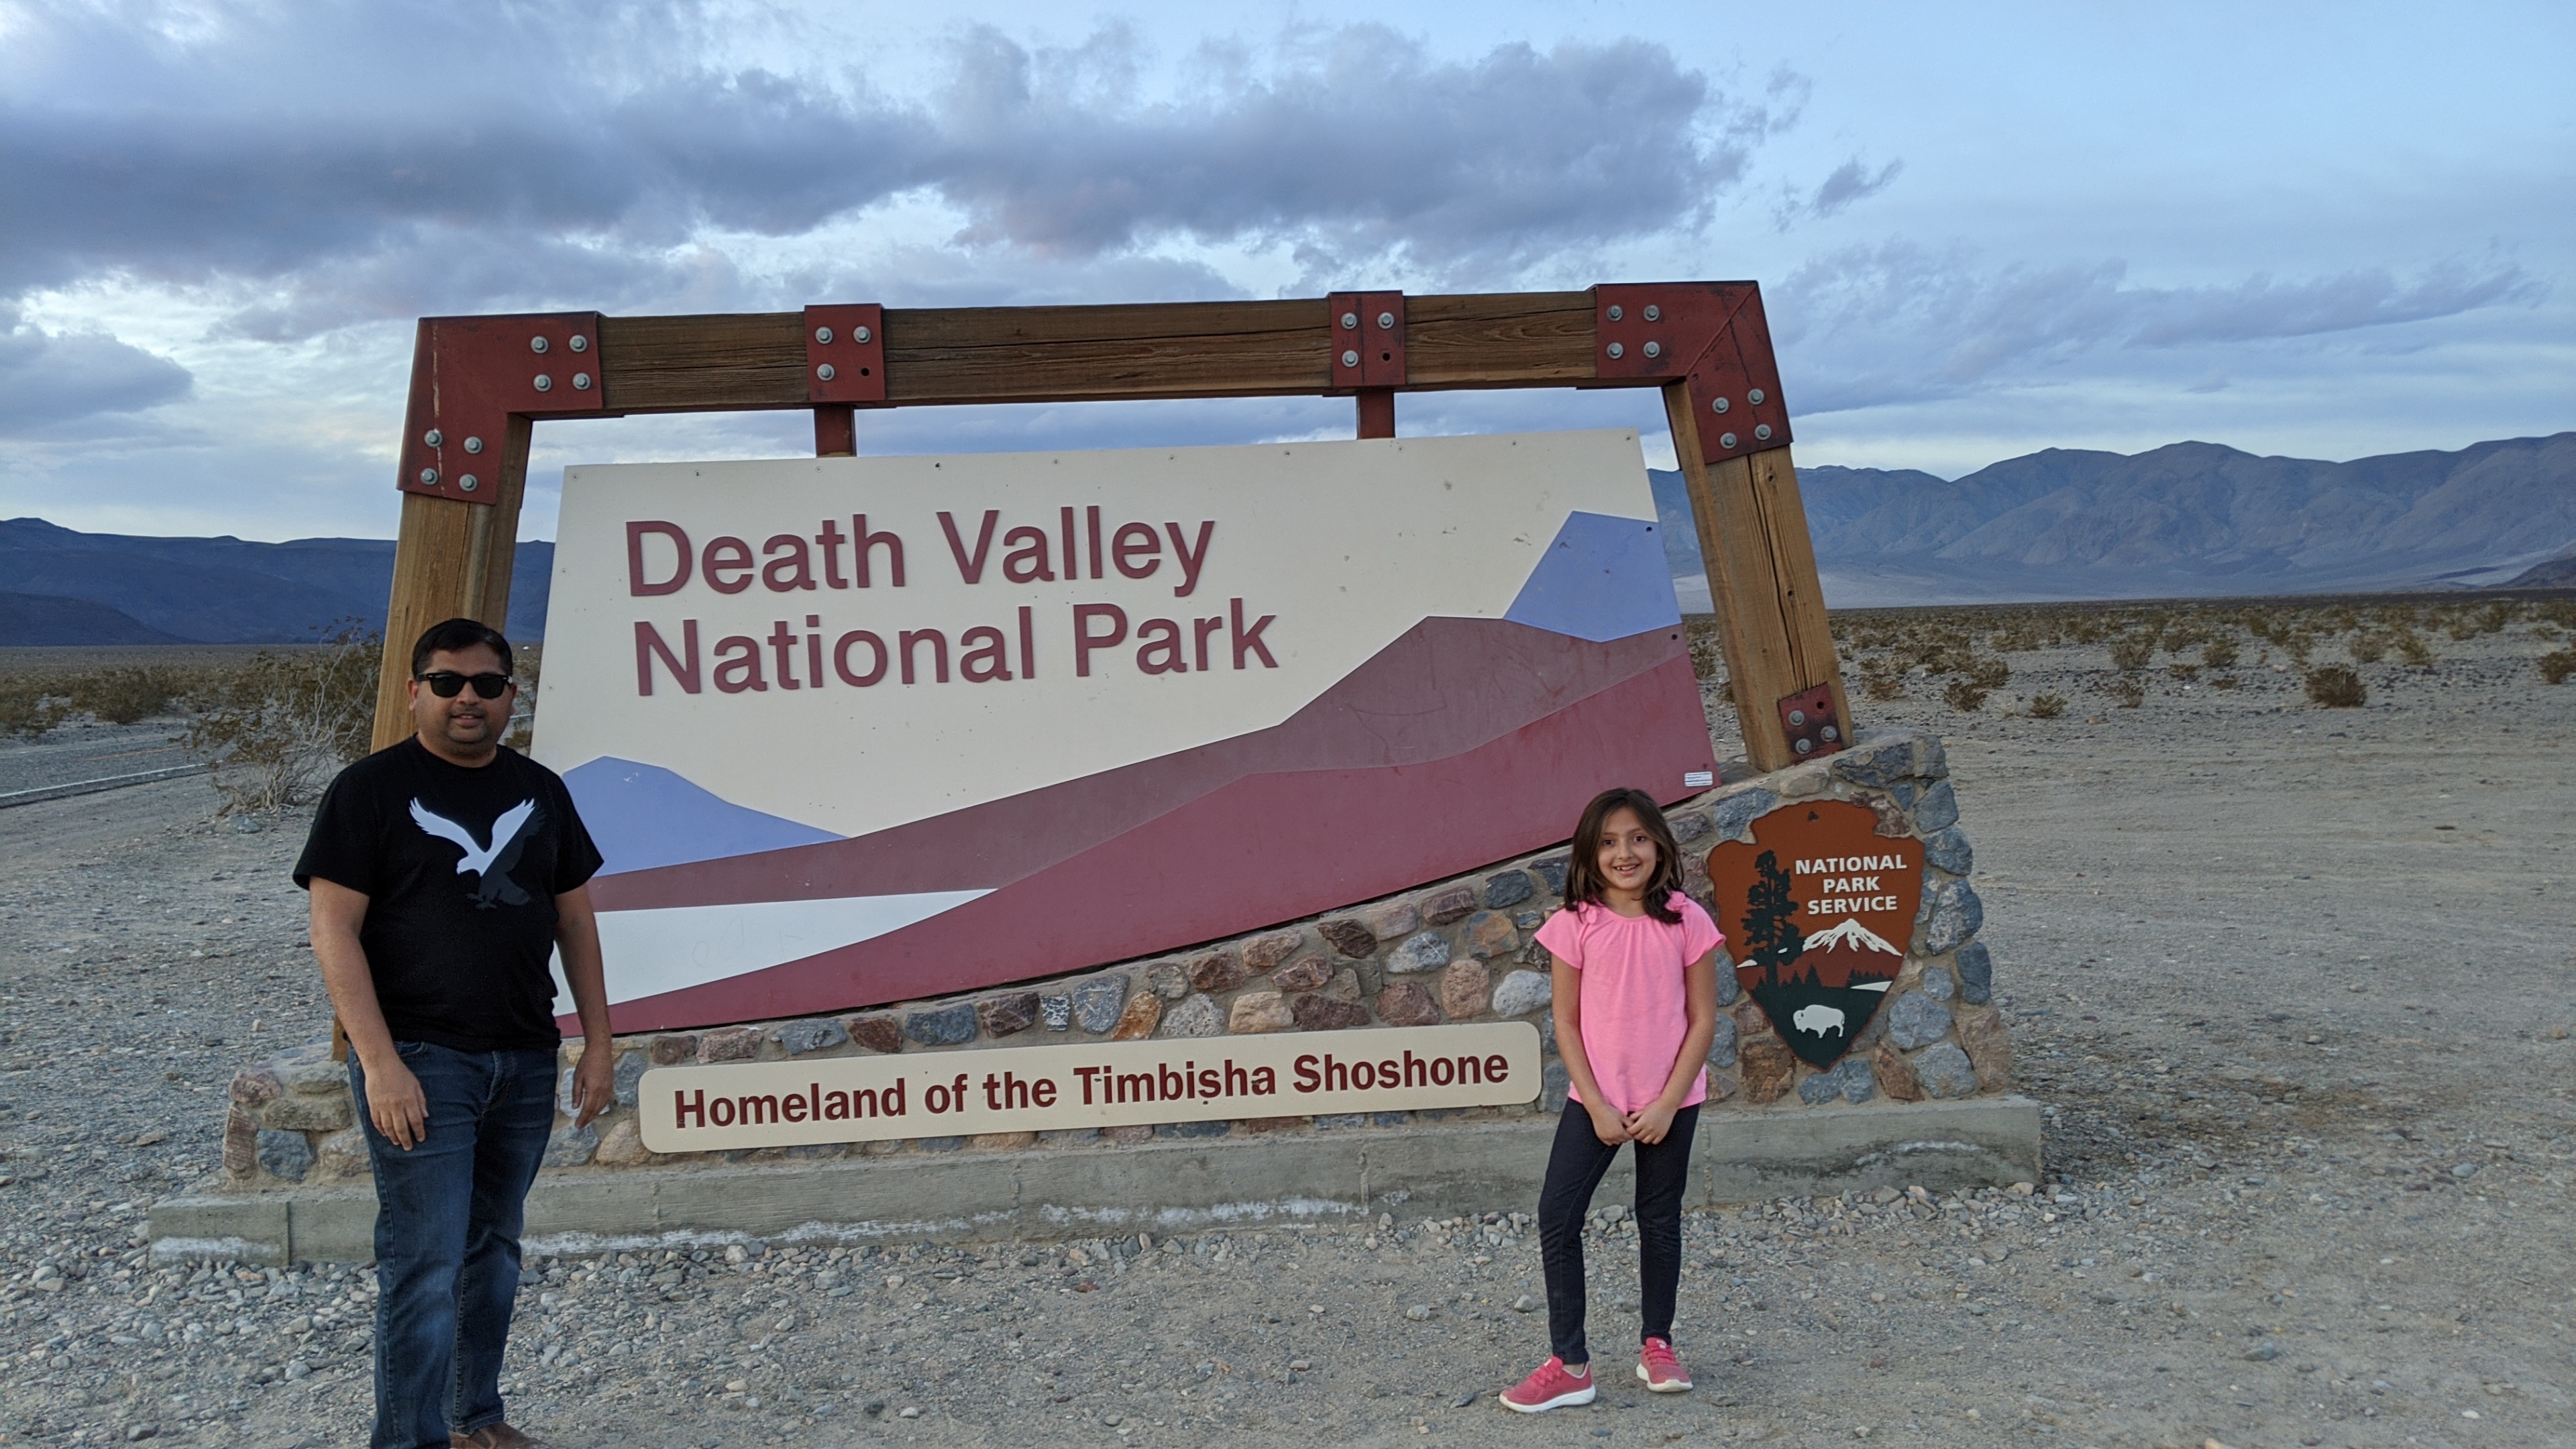 Death Valley
National Park
NATIONAL
PARK
SERVICE
Homeland of the Timbisha Shoshone